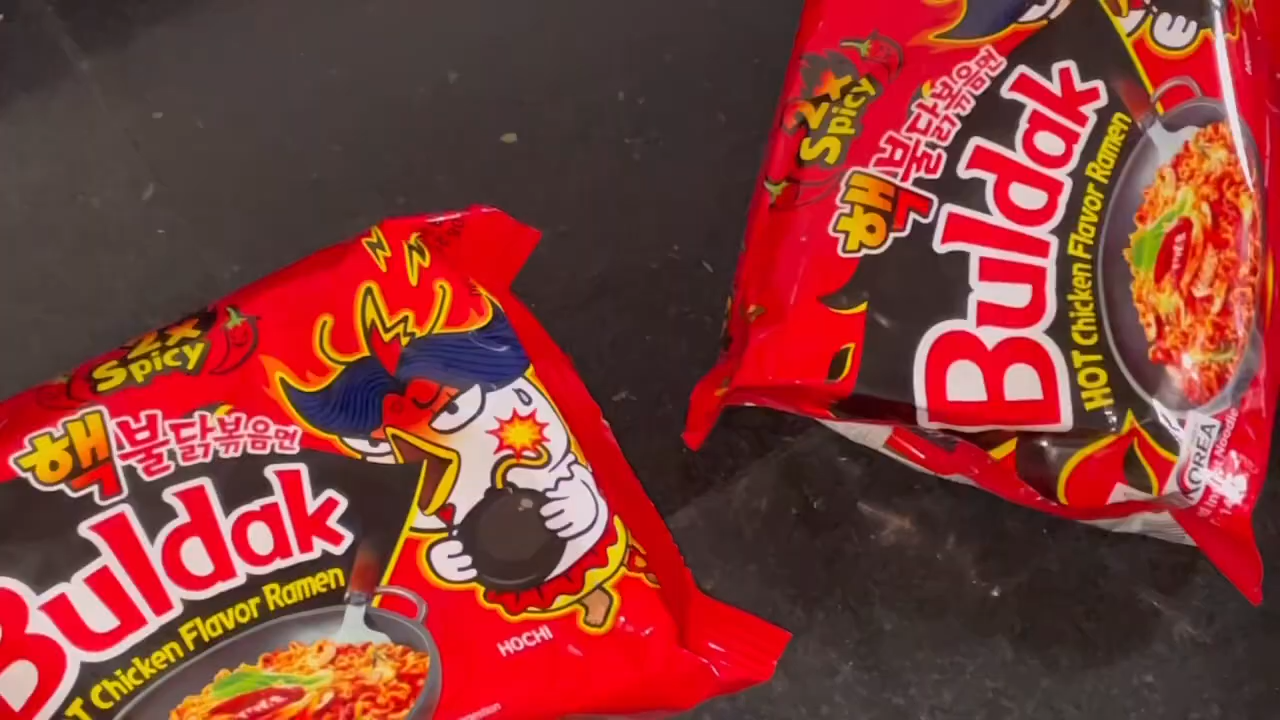 2x
Spicy
핵불닭볶음면
Buldak
HOT Chicken Flavor Ramen
KOREA
Noodle
2x
Spicy
핵불닭볶음면
Buldak
Chicken Flavor Ramen
HOCHI